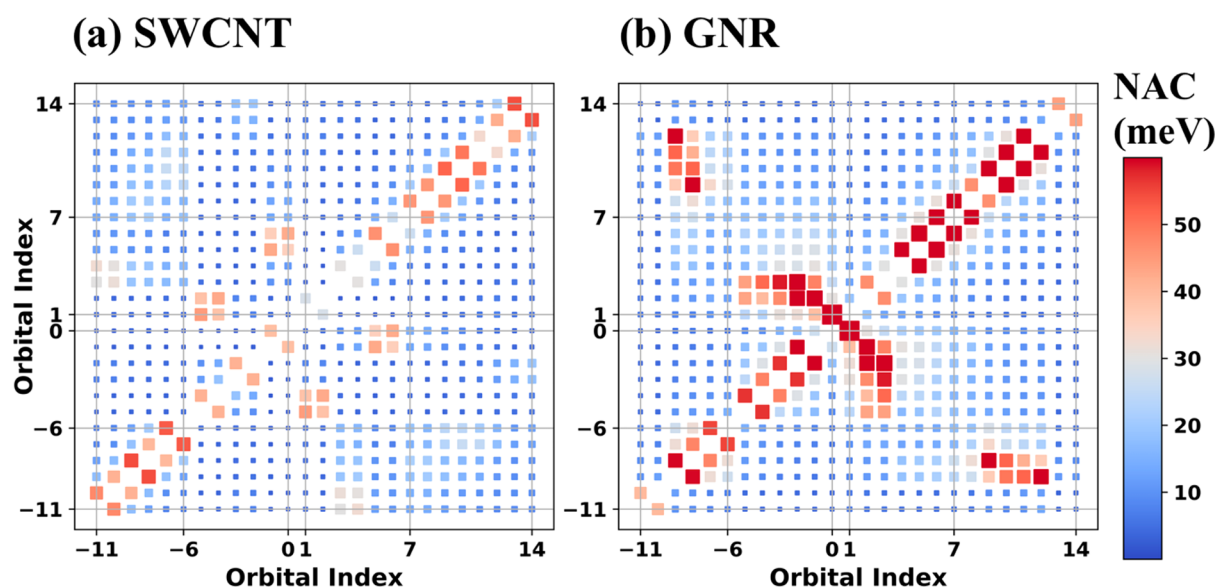 (a) SWCNT
(b) GNR
NAC
(meV)
14
7
1
0
−6
−11
Orbital Index
−11 −6 0 1 7 14
Orbital Index
14
7
1
0
−6
−11
Orbital Index
−11 −6 0 1 7 14
Orbital Index
50
40
30
20
10